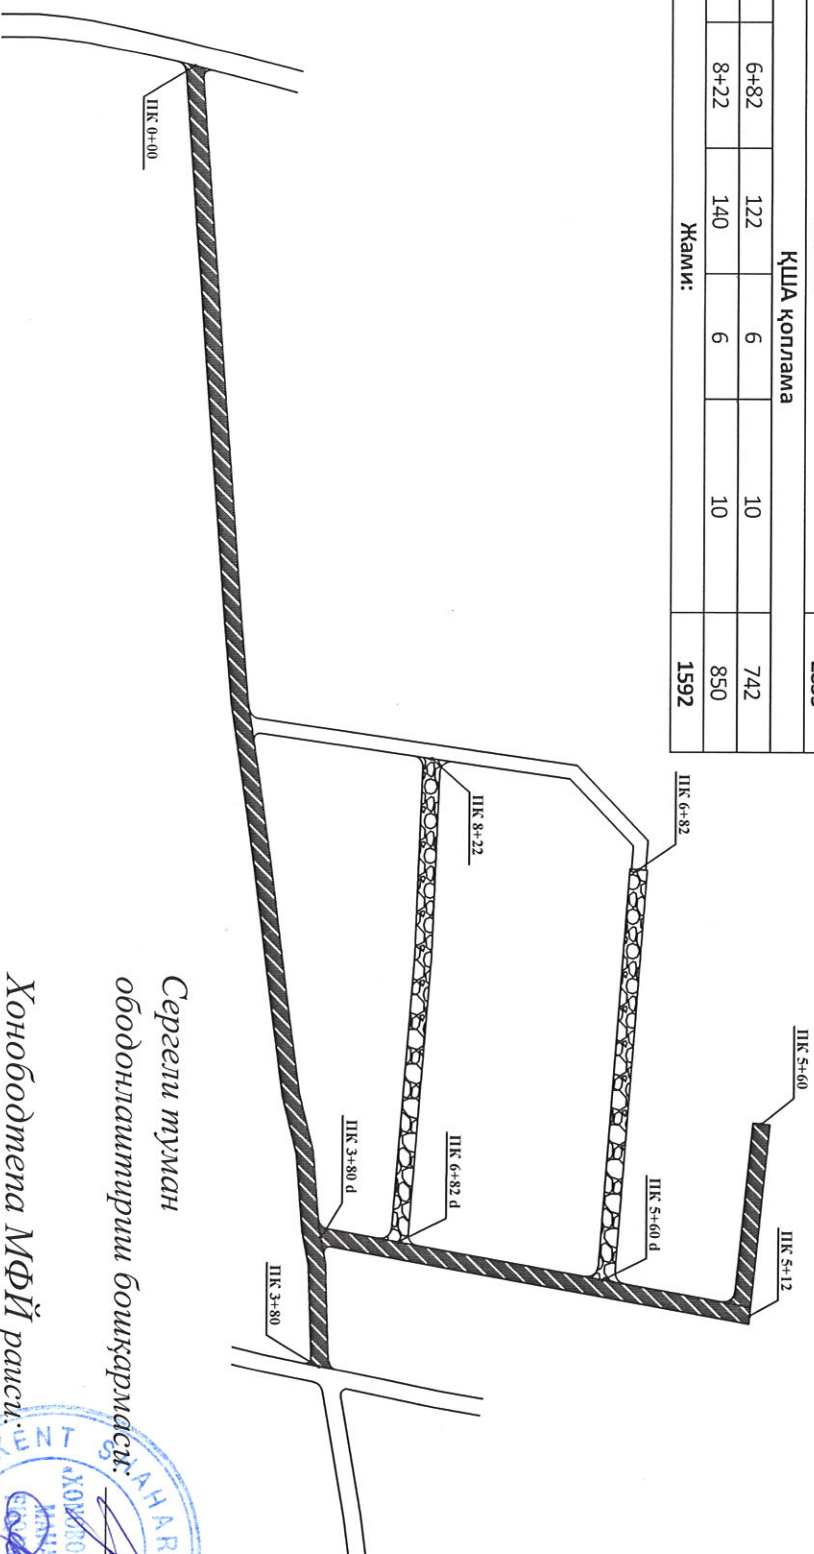 ҚША қоплама
6+82 122 6 10 742
8+22 140 6 10 850
Жами: 1592
ПК 0+00
ПК 6+82
ПК 8+22
ПК 5+60
ПК 5+12
ПК 5+60 d
ПК 6+82 d
ПК 3+80 d
ПК 3+80
Сергели туман
ободонлаштириш бошқармаси:
Хонободтепа МФЙ раиси:
KENT SHAHAR